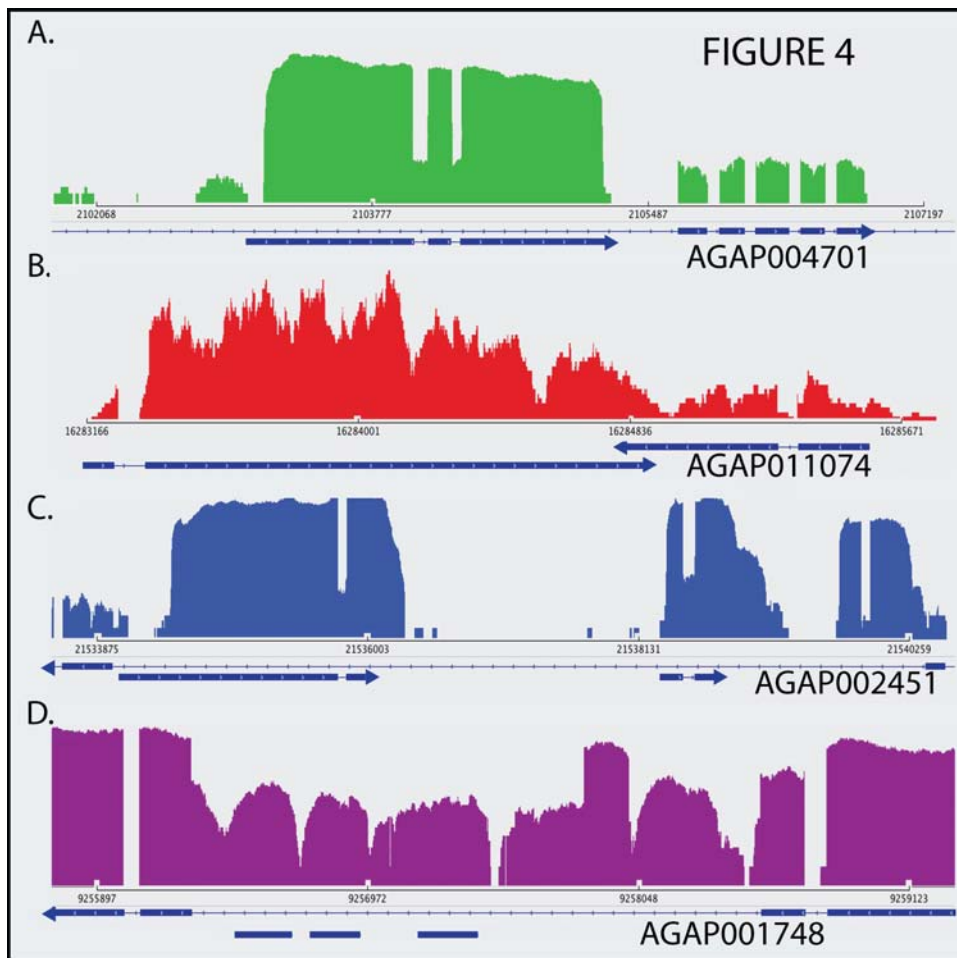 A.
FIGURE 4
2102068 2103777 2105487 2107197
AGAP004701
B.
16283166 16284001 16284836 16285671
AGAP011074
C.
21533875 21536003 21538131 21540259
AGAP002451
D.
9255897 9256972 9258048 9259123
AGAP001748